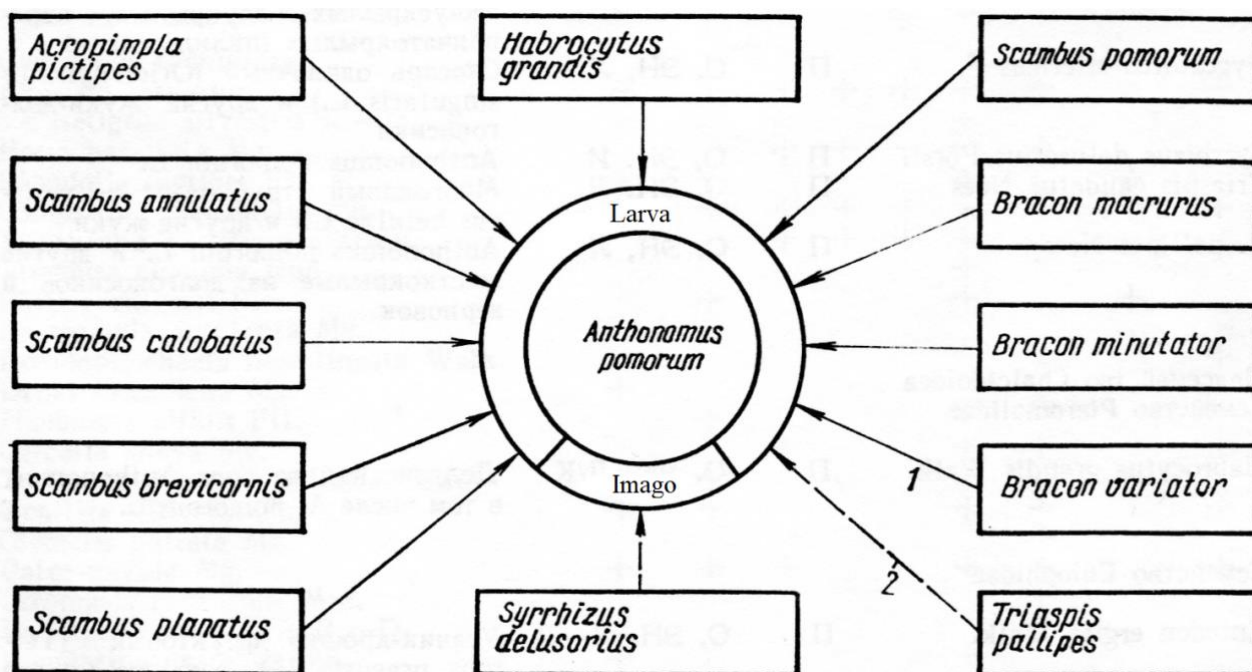 Acropimpla
pictipes
Habrocytus
grandis
Scambus pomorum
Scambus annulatus
Larva
Bracon macrurus
Scambus calobatus
Anthonomus
pomorum
Bracon minutator
Scambus brevicornis
Imago
1
Bracon variator
2
Scambus planatus
Syrrhizus
delusorius
Triaspis
pallipes